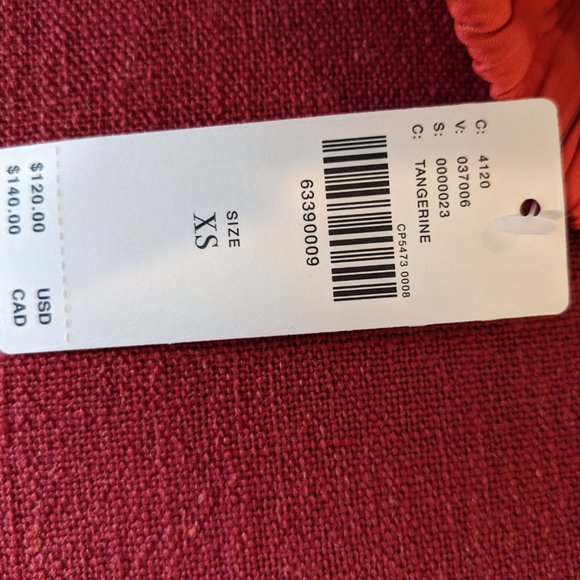 C: 4120
V: 037006
S: 0000023
C: TANGERINE
CP5473 0008
63390009
SIZE
XS
$120.00 USD
$140.00 CAD